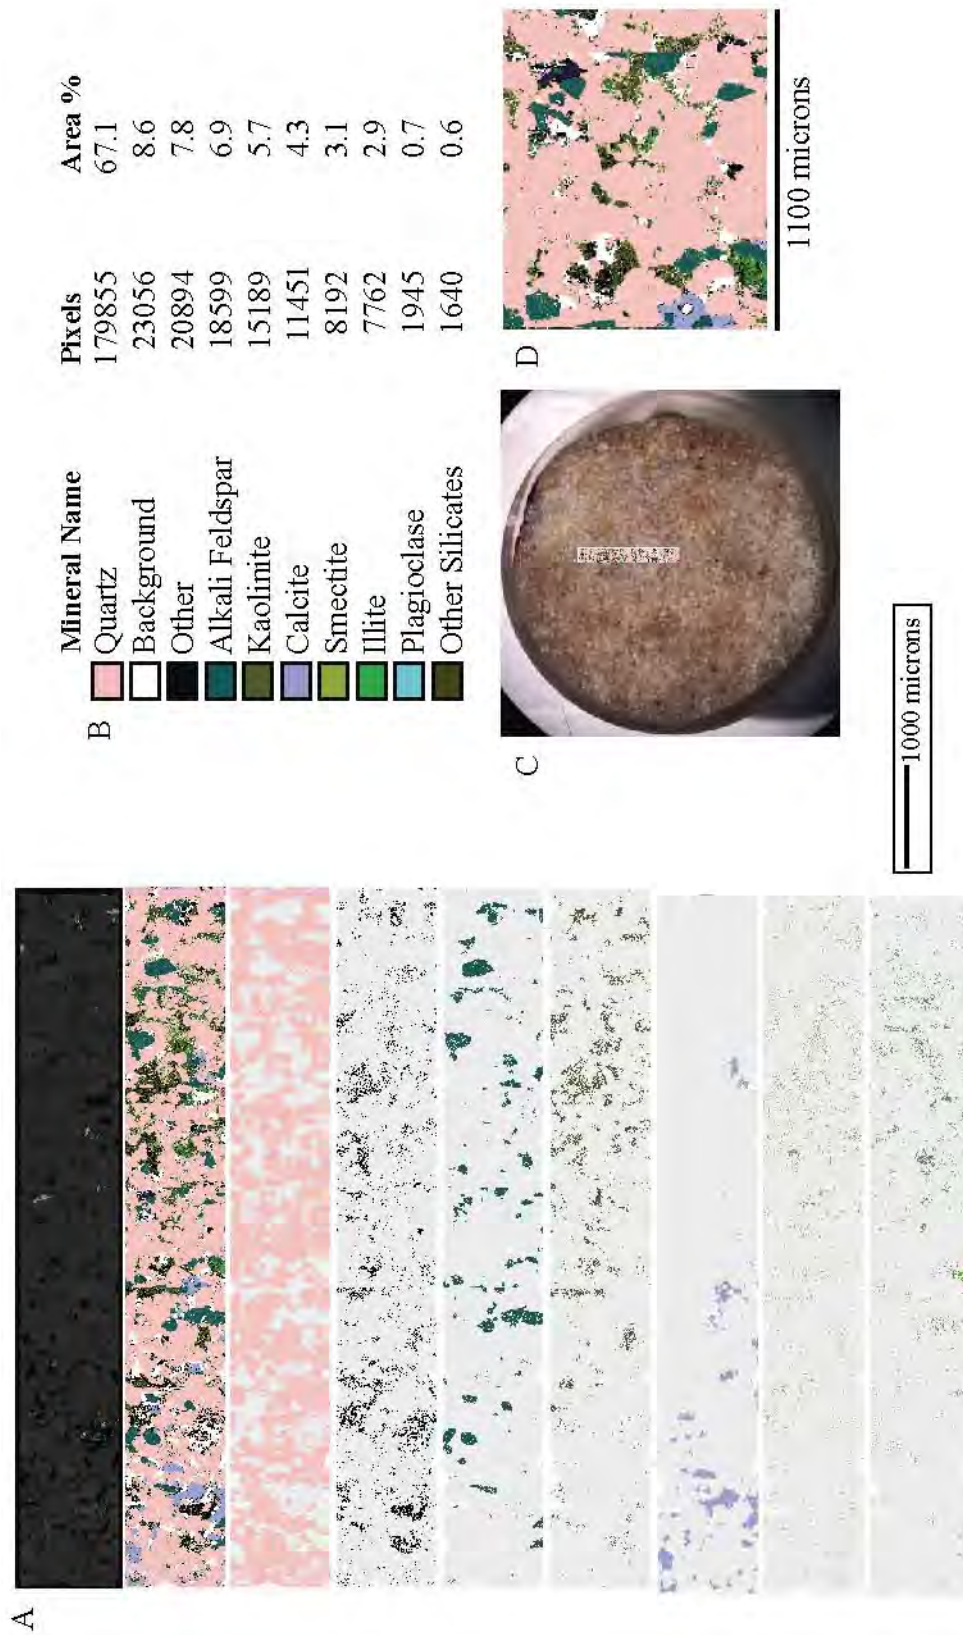 A
B
Mineral Name Pixels Area %
Quartz 179855 67.1
Background 23056 8.6
Other 20894 7.8
Alkali Feldspar 18599 6.9
Kaolinite 15189 5.7
Calcite 11451 4.3
Smectite 8192 3.1
Illite 7762 2.9
Plagioclase 1945 0.7
Other Silicates 1640 0.6
C
D
1100 microns
1000 microns